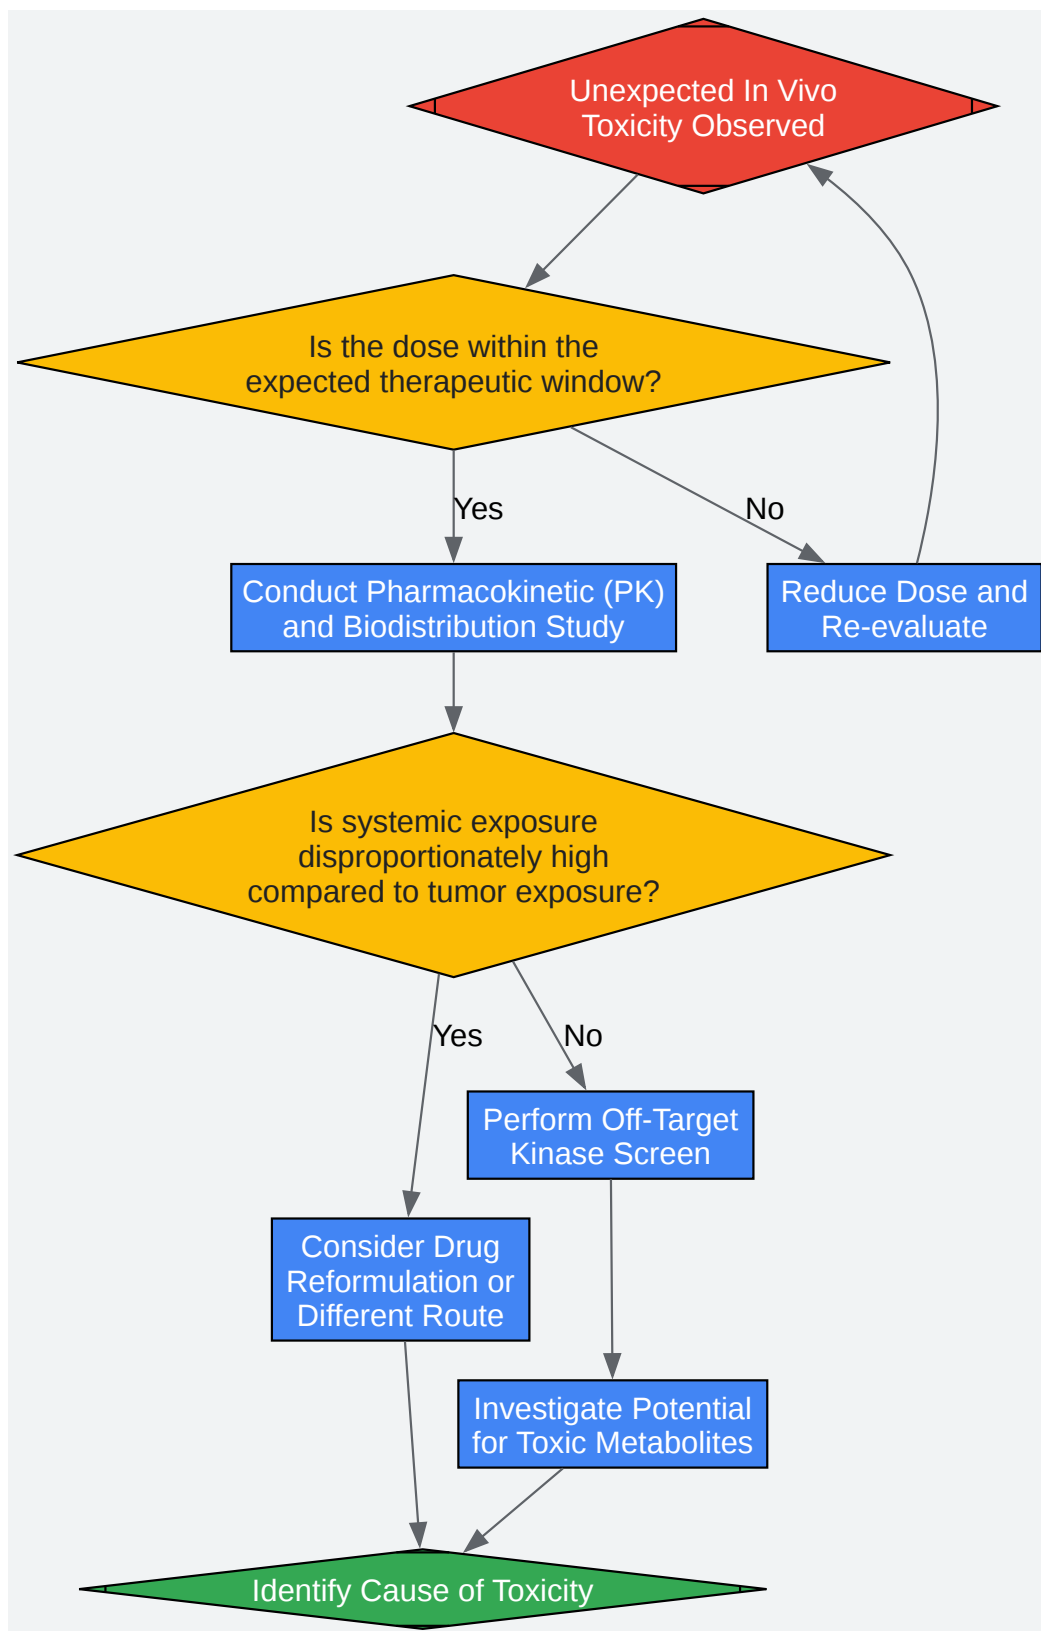 Unexpected In Vivo
Toxicity Observed
Is the dose within the
expected therapeutic window?
Yes
No
Conduct Pharmacokinetic (PK)
and Biodistribution Study
Reduce Dose and
Re-evaluate
Is systemic exposure
disproportionately high
compared to tumor exposure?
Yes
No
Perform Off-Target
Kinase Screen
Consider Drug
Reformulation or
Different Route
Investigate Potential
for Toxic Metabolites
Identify Cause of Toxicity